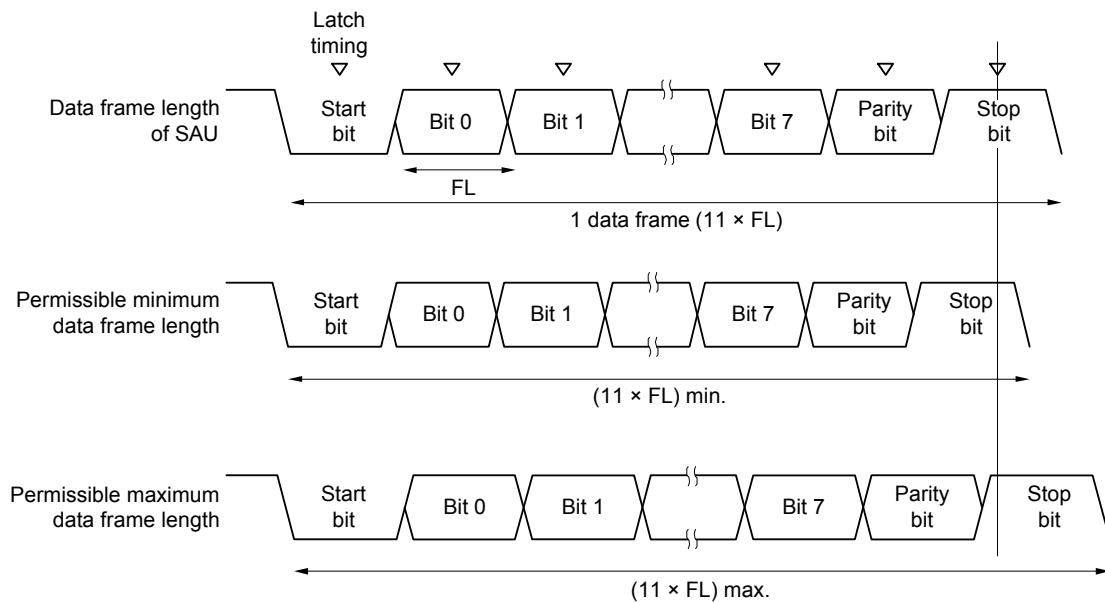 Latch
timing
Data frame length
of SAU
Start
bit
Bit 0
Bit 1
Bit 7
Parity
bit
Stop
bit
FL
1 data frame (11 × FL)
Permissible minimum
data frame length
Start
bit
Bit 0
Bit 1
Bit 7
Parity
bit
Stop
bit
(11 × FL) min.
Permissible maximum
data frame length
Start
bit
Bit 0
Bit 1
Bit 7
Parity
bit
Stop
bit
(11 × FL) max.